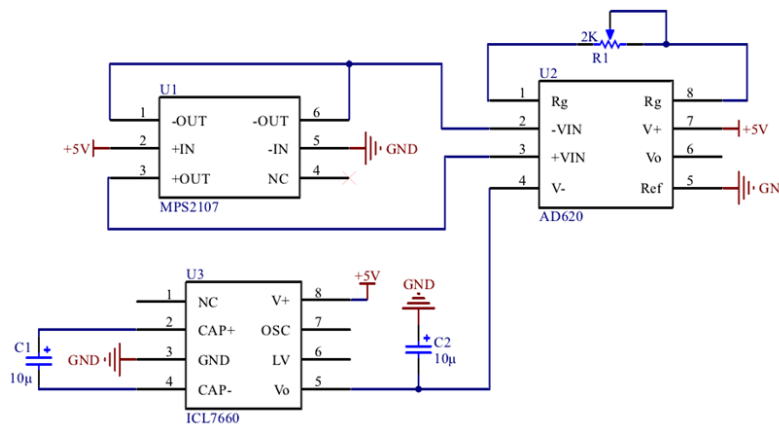 2K
R1
U1
1 -OUT -OUT 6
+5V 2 +IN -IN 5 GND
3 +OUT NC 4
MPS2107
U2
1 Rg Rg 8
2 -VIN V+ 7 +5V
3 +VIN Vo 6
4 V- Ref 5 GN
AD620
U3
1 NC V+ 8 +5V
2 CAP+ OSC 7
GND 3 GND LV 6
4 CAP- Vo 5
ICL7660
C1
10μ
GND
C2
10μ